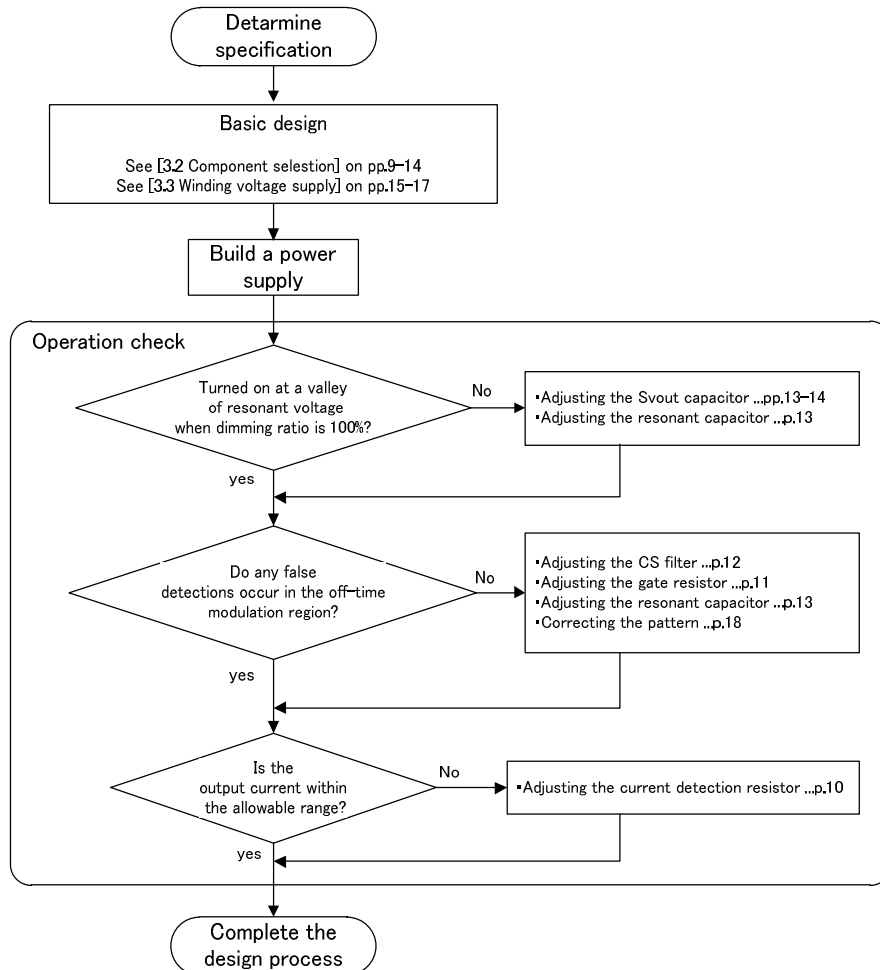 Detarmine
specification
Basic design
See [3.2 Component selestion] on pp.9-14
See [3.3 Winding voltage supply] on pp.15-17
Build a power
supply
Operation check
Turned on at a valley
of resonant voltage
when dimming ratio is 100%?
No
▪Adjusting the Svout capacitor ...pp.13-14
▪Adjusting the resonant capacitor ...p.13
yes
Do any false
detections occur in the off-time
modulation region?
No
▪Adjusting the CS filter ...p.12
▪Adjusting the gate resistor ...p.11
▪Adjusting the resonant capacitor ...p.13
▪Correcting the pattern ...p.18
yes
Is the
output current within
the allowable range?
No
▪Adjusting the current detection resistor ...p.10
yes
Complete the
design process